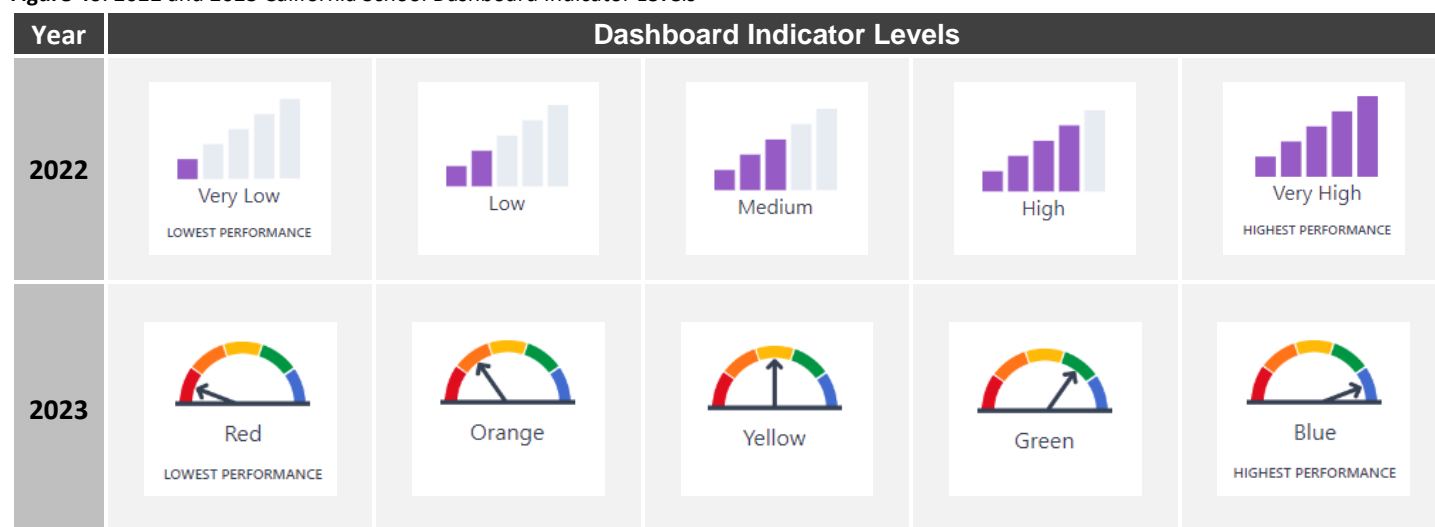 Year Dashboard Indicator Levels
2022
Very Low
LOWEST PERFORMANCE
Low
Medium
High
Very High
HIGHEST PERFORMANCE
2023
Red
LOWEST PERFORMANCE
Orange
Yellow
Green
Blue
HIGHEST PERFORMANCE